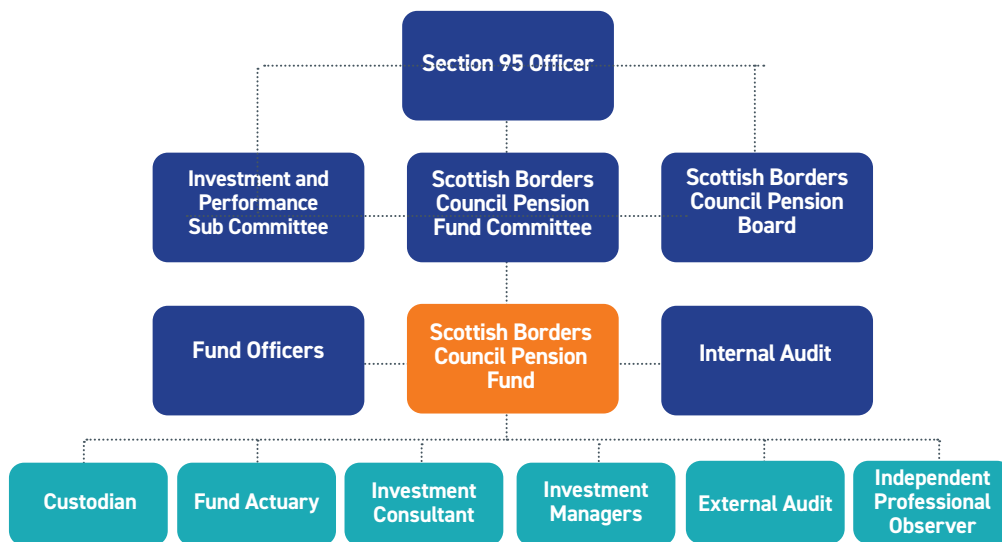 Section 95 Officer
Investment and
Performance
Sub Committee
Scottish Borders
Council Pension
Fund Committee
Scottish Borders
Council Pension
Board
Fund Officers
Scottish Borders
Council Pension
Fund
Internal Audit
Custodian
Fund Actuary
Investment
Consultant
Investment
Managers
External Audit
Independent
Professional
Observer